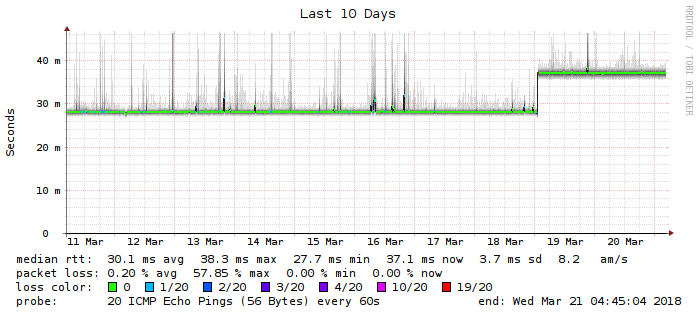 Last 10 Days
RRDTOOL / TOBI OETIKER
Seconds
40 m
30 m
20 m
10 m
0
11 Mar 12 Mar 13 Mar 14 Mar 15 Mar 16 Mar 17 Mar 18 Mar 19 Mar 20 Mar
median rtt: 30.1 ms avg 38.3 ms max 27.7 ms min 37.1 ms now 3.7 ms sd 8.2 am/s
packet loss: 0.20 % avg 57.85 % max 0.00 % min 0.00 % now
loss color: 0 1/20 2/20 3/20 4/20 10/20 19/20
probe: 20 ICMP Echo Pings (56 Bytes) every 60s end: Wed Mar 21 04:45:04 2018